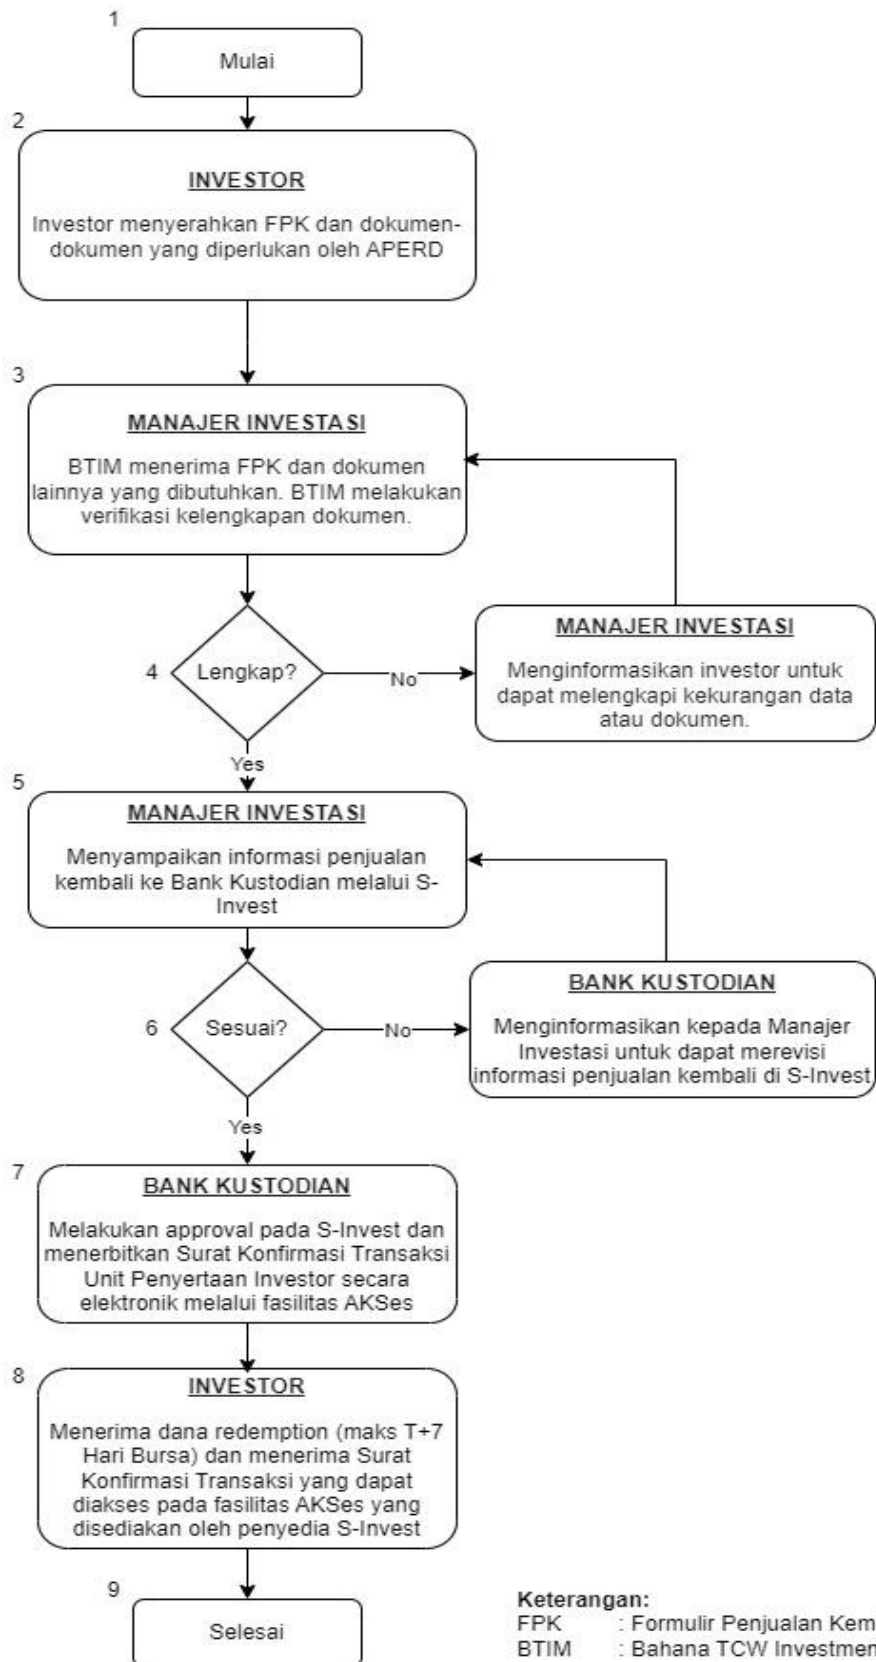 1
Mulai
2
INVESTOR
Investor menyerahkan FPK dan dokumen-
dokumen yang diperlukan oleh APERD
3
MANAJER INVESTASI
BTIM menerima FPK dan dokumen
lainnya yang dibutuhkan. BTIM melakukan
verifikasi kelengkapan dokumen.
MANAJER INVESTASI
Menginformasikan investor untuk
dapat melengkapi kekurangan data
atau dokumen.
4
Lengkap?
No
Yes
5
MANAJER INVESTASI
Menyampaikan informasi penjualan
kembali ke Bank Kustodian melalui S-
Invest
BANK KUSTODIAN
Menginformasikan kepada Manajer
Investasi untuk dapat merevisi
informasi penjualan kembali di S-Invest
6
Sesuai?
No
Yes
7
BANK KUSTODIAN
Melakukan approval pada S-Invest dan
menerbitkan Surat Konfirmasi Transaksi
Unit Penyertaan Investor secara
elektronik melalui fasilitas AKSes
8
INVESTOR
Menerima dana redemption (maks T+7
Hari Bursa) dan menerima Surat
Konfirmasi Transaksi yang dapat
diakses pada fasilitas AKSes yang
disediakan oleh penyedia S-Invest
9
Selesai
Keterangan:
FPK : Formulir Penjualan Kem
BTIM : Bahana TCW Investmen